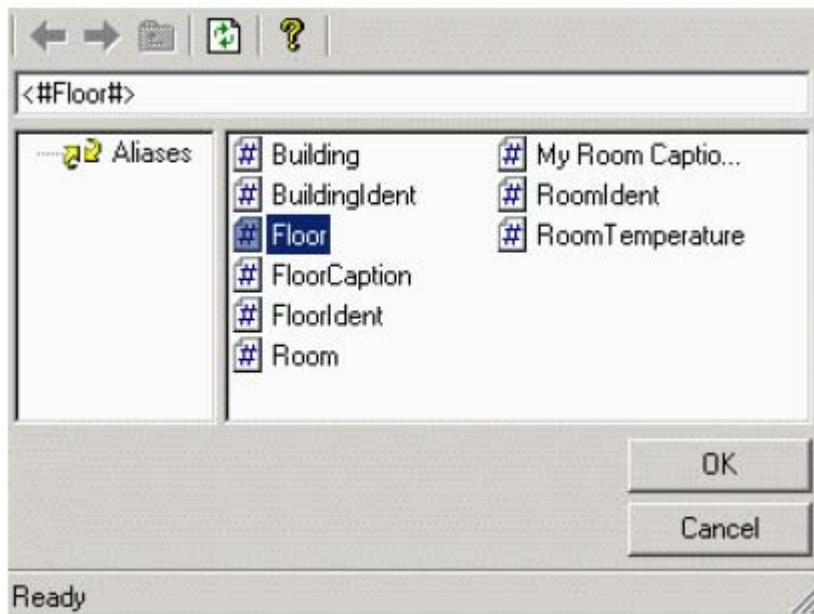 <#Floor#>
Aliases
Building
BuildingIdent
Floor
FloorCaption
FloorIdent
Room
My Room Captio...
RoomIdent
RoomTemperature
OK
Cancel
Ready